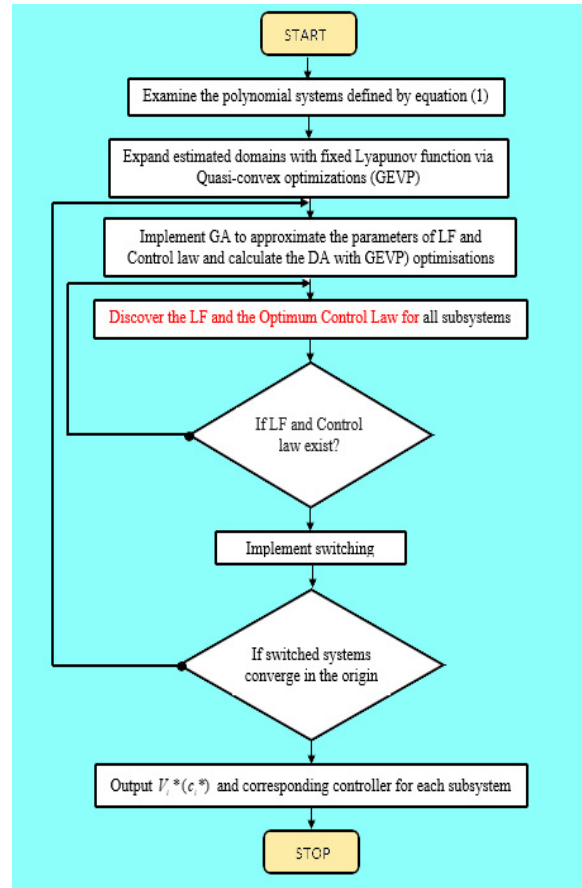 START
Examine the polynomial systems defined by equation (1)
Expand estimated domains with fixed Lyapunov function via
Quasi-convex optimizations (GEVP)
Implement GA to approximate the parameters of LF and
Control law and calculate the DA with GEVP) optimisations
Discover the LF and the Optimum Control Law for all subsystems
If LF and Control
law exist?
Implement switching
If switched systems
converge in the origin
Output V_i*(c_i*) and corresponding controller for each subsystem
STOP